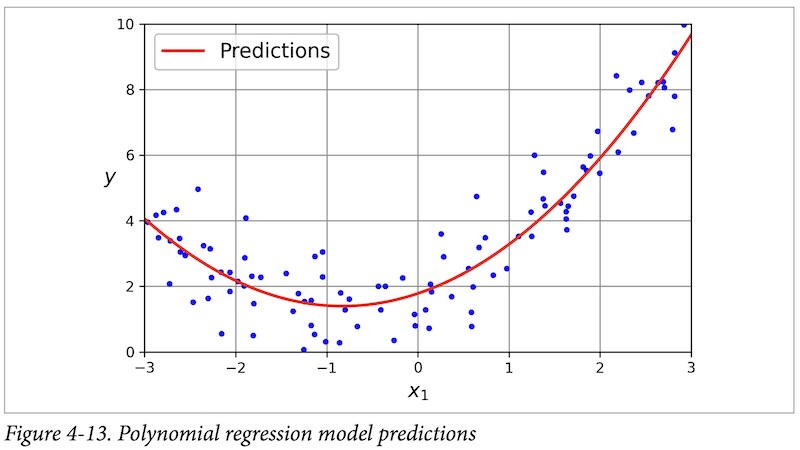 10
8
6
4
2
0
y
Predictions
−3 −2 −1 0 1 2 3
x₁
Figure 4-13. Polynomial regression model predictions